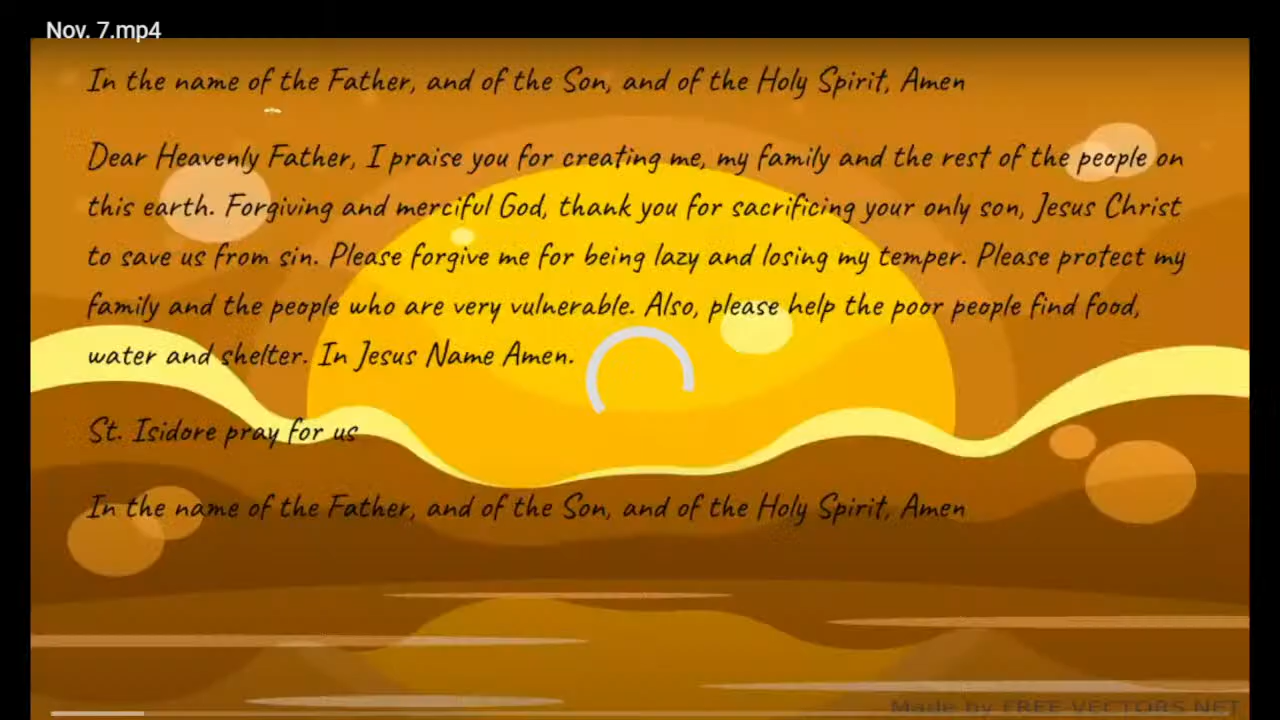 Nov. 7.mp4
In the name of the Father, and of the Son, and of the Holy Spirit, Amen
Dear Heavenly Father, I praise you for creating me, my family and the rest of the people on
this earth. Forgiving and merciful God, thank you for sacrificing your only son, Jesus Christ
to save us from sin. Please forgive me for being lazy and losing my temper. Please protect my
family and the people who are very vulnerable. Also, please help the poor people find food,
water and shelter. In Jesus Name Amen.
St. Isidore pray for us
In the name of the Father, and of the Son, and of the Holy Spirit, Amen
Made by FREE-VECTORS.NET